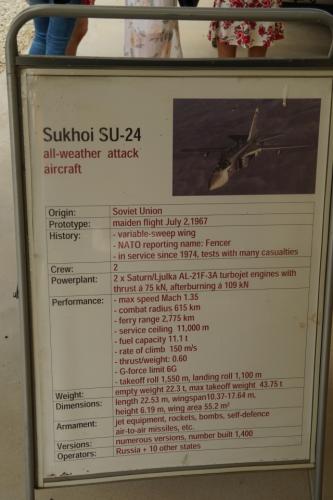 Sukhoi SU-24
all-weather attack
aircraft
Origin: Soviet Union
Prototype: maiden flight July 2,1967
History: - variable-sweep wing
- NATO reporting name: Fencer
- in service since 1974, tests with many casualties
Crew: 2
Powerplant: 2 x Saturn/Ljulka AL-21F-3A turbojet engines with
thrust á 75 kN, afterburning á 109 kN
Performance: - max speed Mach 1.35
- combat radius 615 km
- ferry range 2,775 km
- service ceiling 11,000 m
- fuel capacity 11.1 t
- rate of climb 150 m/s
- thrust/weight: 0.60
- G-force limit 6G
- takeoff roll 1,550 m, landing roll 1,100 m
Weight: empty weight 22.3 t, max takeoff weight 43.75 t
Dimensions: length 22.53 m, wingspan10.37-17.64 m,
height 6.19 m, wing area 55.2 m²
Armament: jet equipment, rockets, bombs, self-defence
air-to-air missiles, etc.
Versions: numerous versions, number built 1,400
Operators: Russia + 10 other states